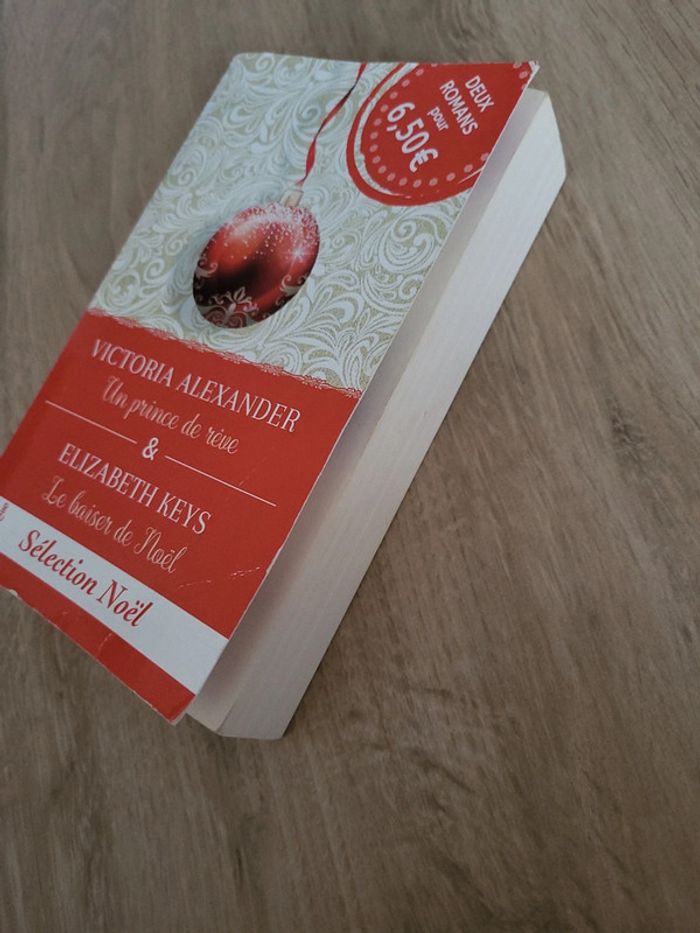 DEUX
ROMANS
pour
6,50€
VICTORIA ALEXANDER
Un prince de rêve
&
ELIZABETH KEYS
Le baiser de Noël
Sélection Noël